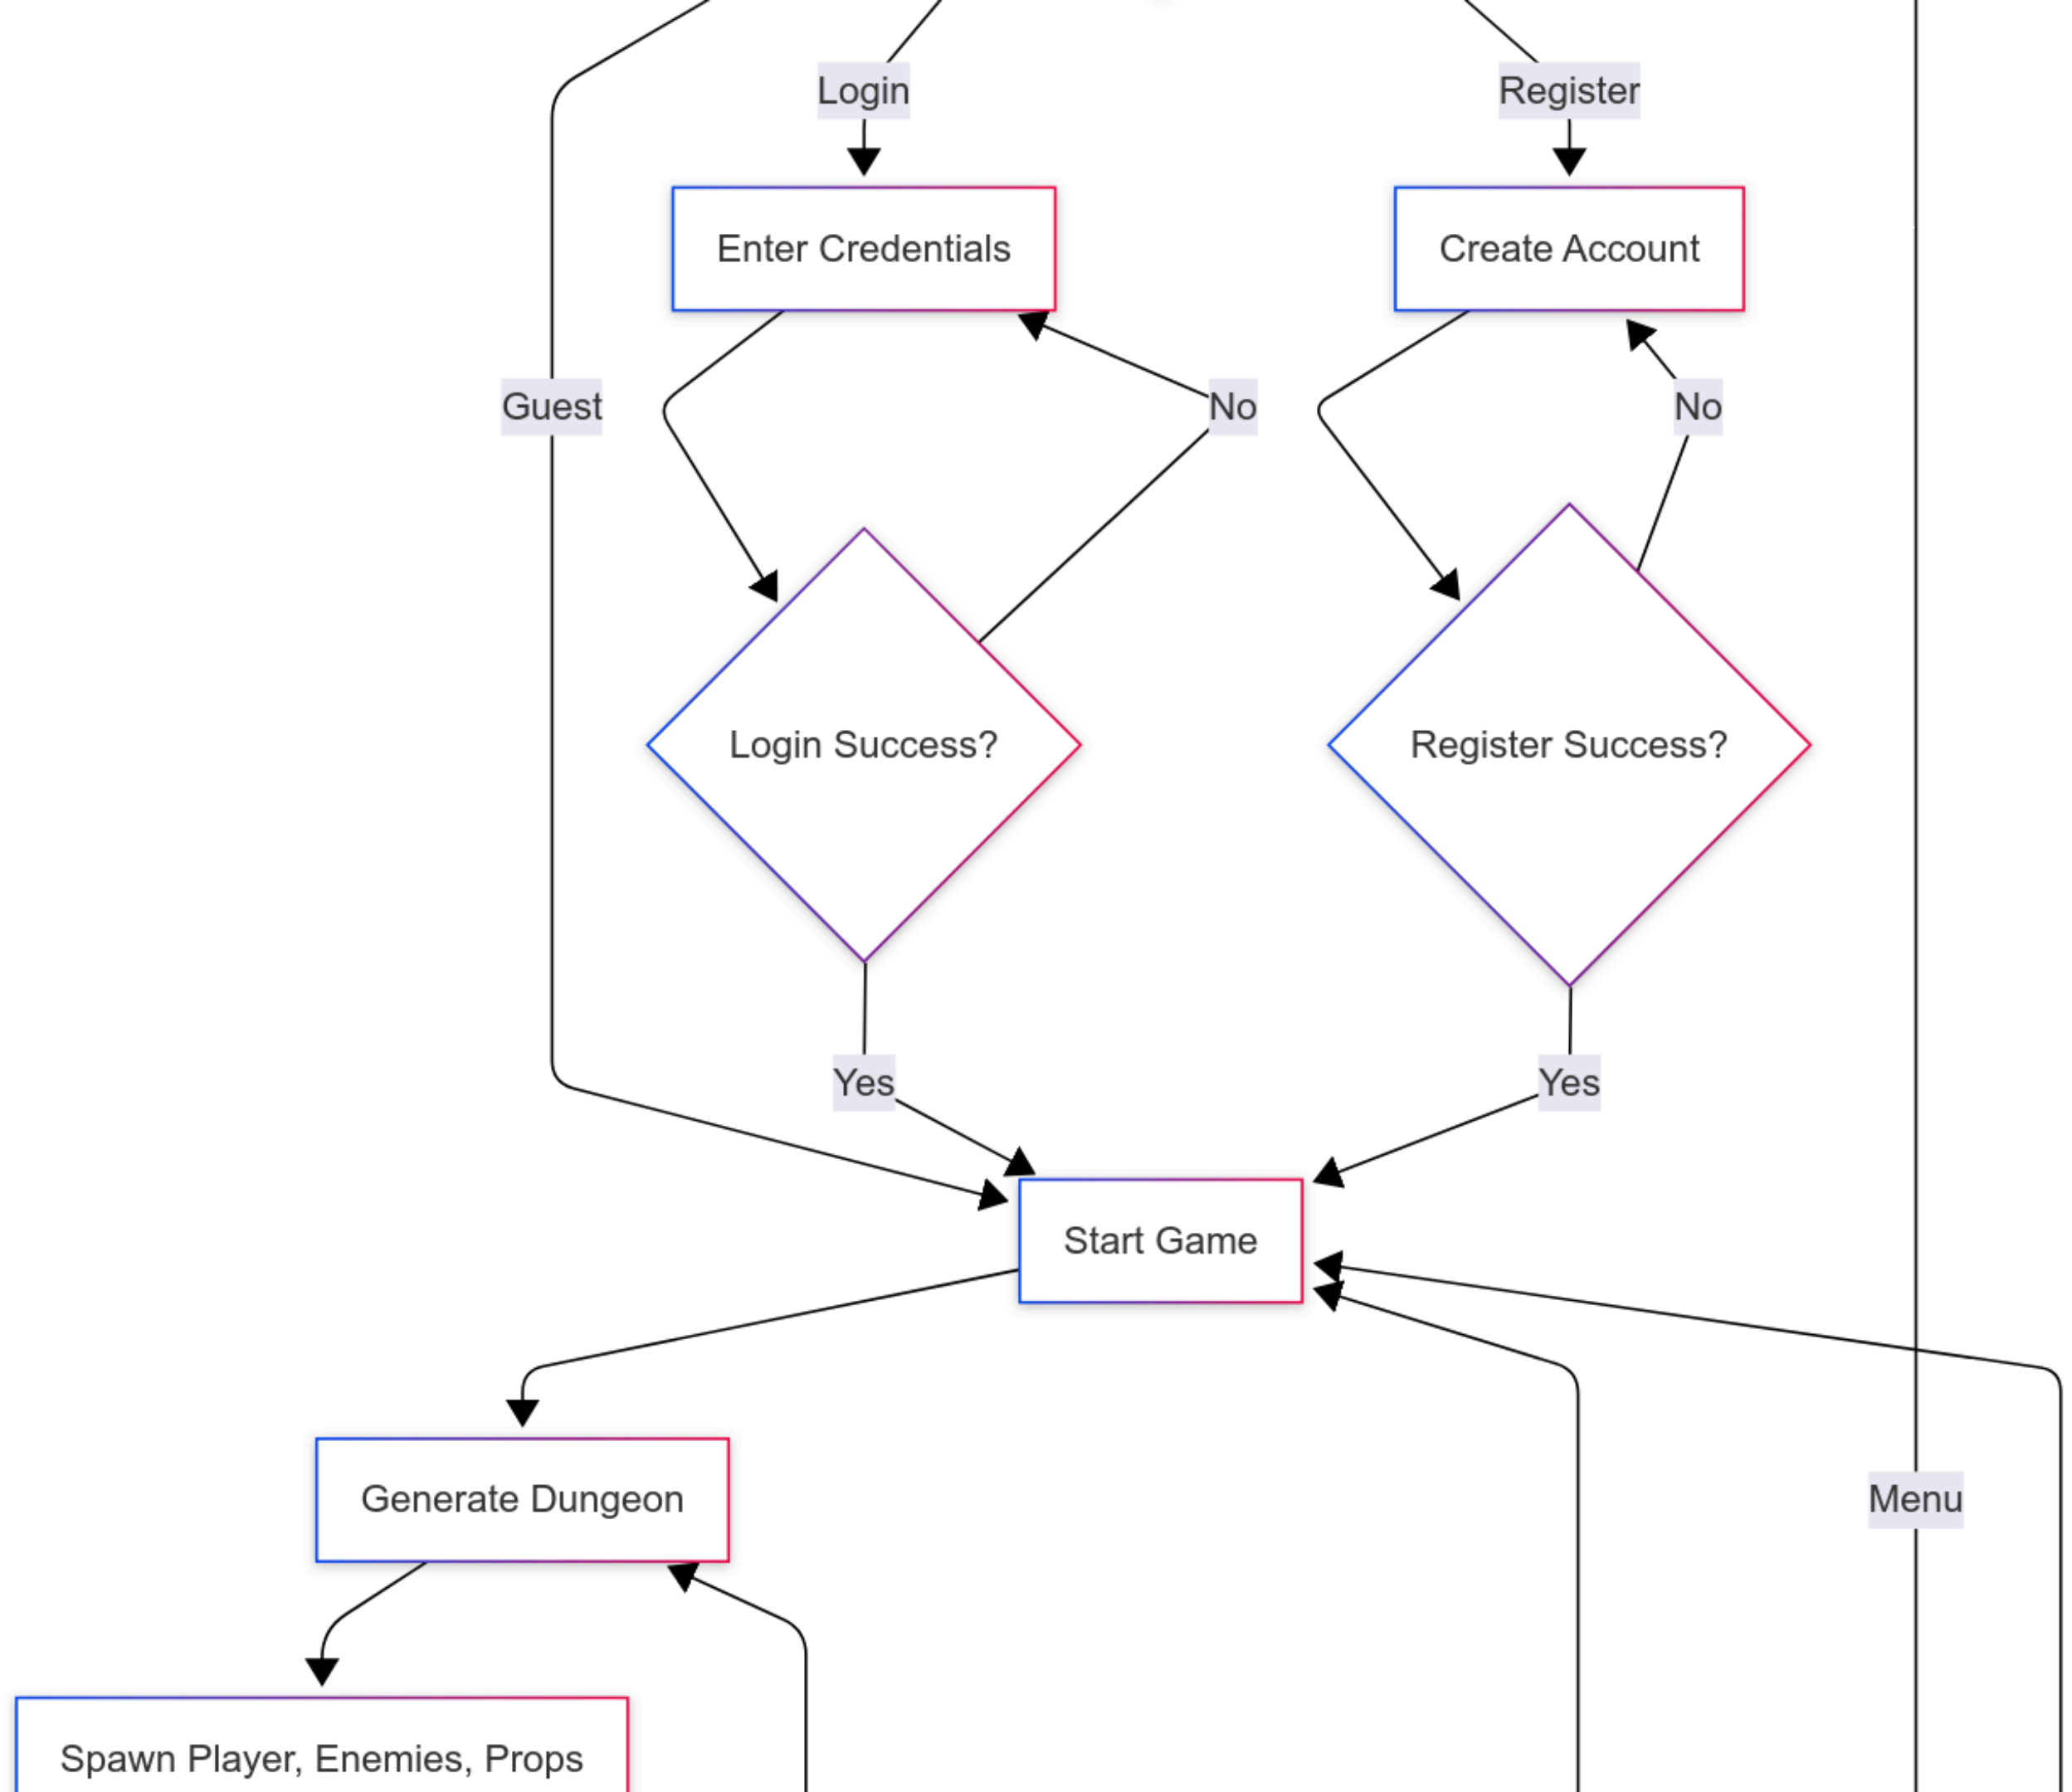 Login
Register
Enter Credentials
Create Account
Guest
No
No
Login Success?
Register Success?
Yes
Yes
Start Game
Generate Dungeon
Menu
Spawn Player, Enemies, Props